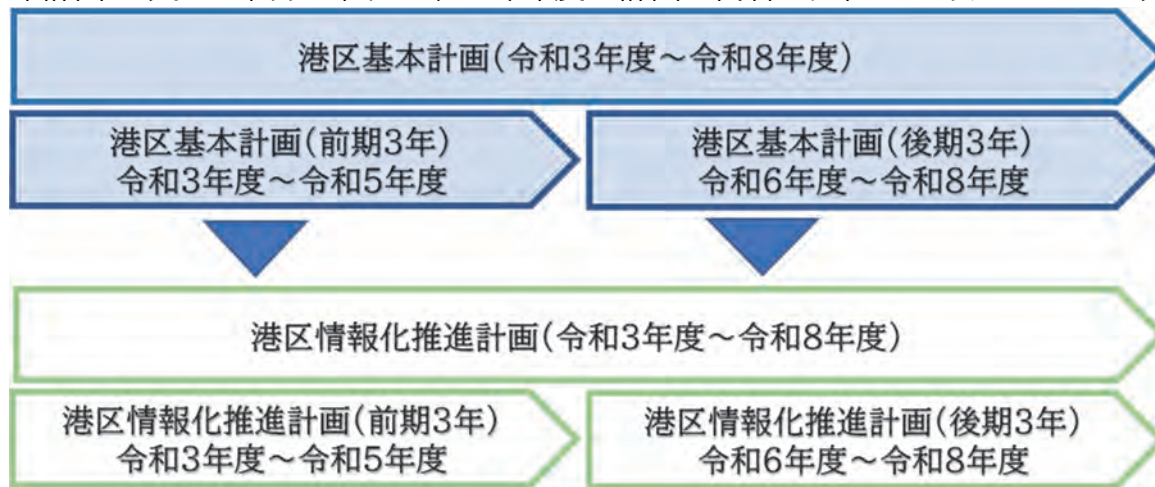 港区基本計画(令和3年度～令和8年度)
港区基本計画(前期3年)
令和3年度～令和5年度
港区基本計画(後期3年)
令和6年度～令和8年度
港区情報化推進計画(令和3年度～令和8年度)
港区情報化推進計画(前期3年)
令和3年度～令和5年度
港区情報化推進計画(後期3年)
令和6年度～令和8年度